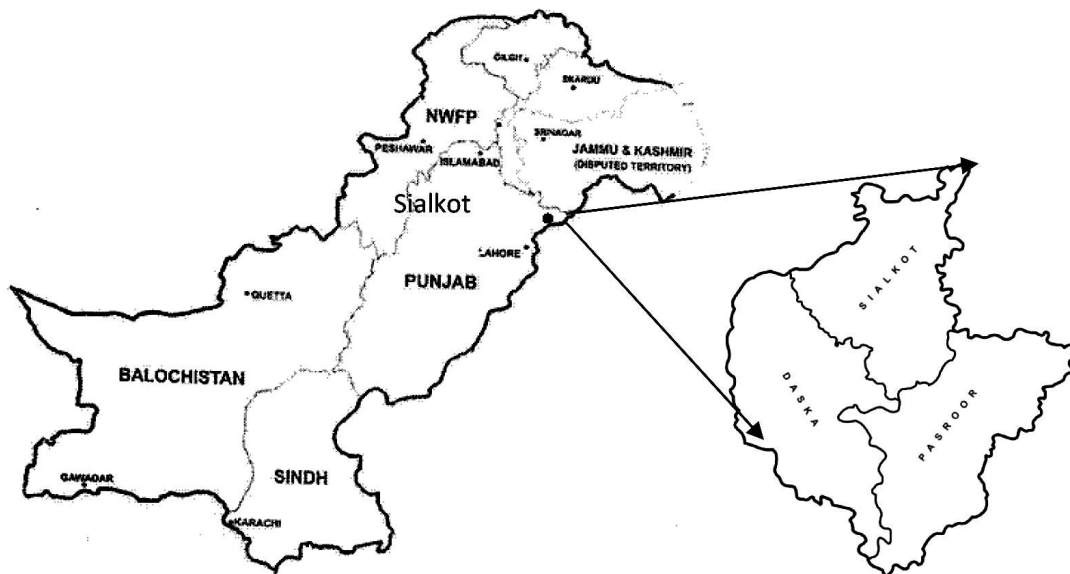 GILGIT
SKARDU
NWFP
SRINAGAR
PESHAWAR
ISLAMABAD
JAMMU & KASHMIR
(DISPUTED TERRITORY)
Sialkot
LAHORE
PUNJAB
QUETTA
BALOCHISTAN
SINDH
GAWADAR
KARACHI
SIALKOT
DASKA
PASROOR